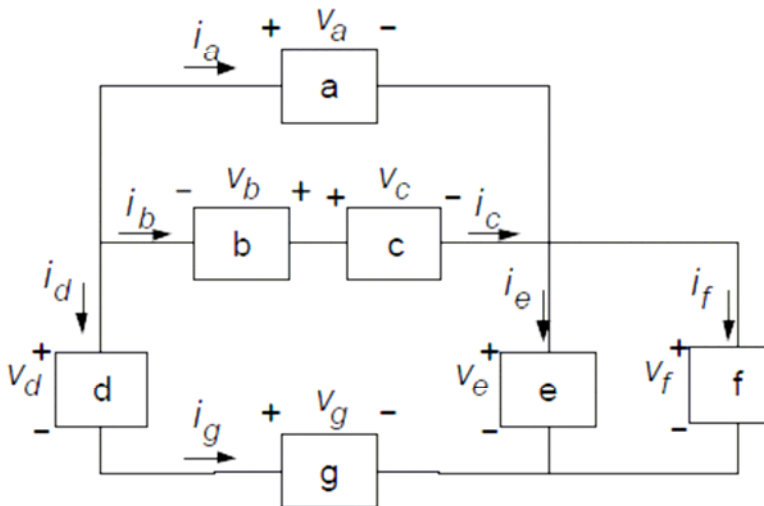 + v_a −
i_a
a
− v_b + + v_c −
i_b
i_c
b
c
i_d
i_e
i_f
+
v_d
−
d
+
v_e
−
e
+
v_f
−
f
i_g
+ v_g −
g